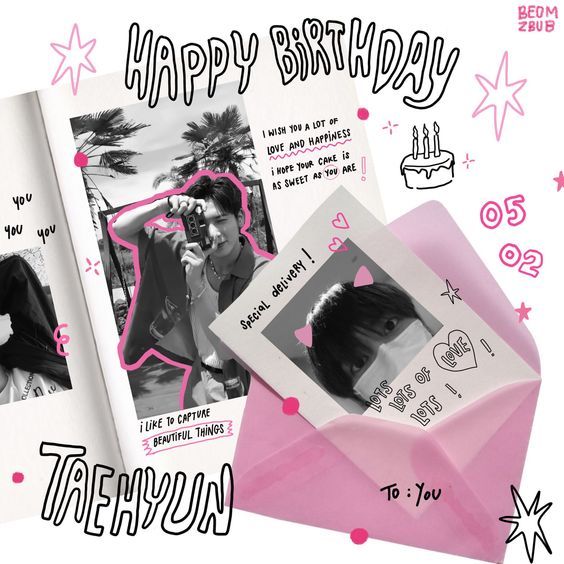 BEOM
ZBUB
HAPPY BIRTHDAY
I WISH YOU A LOT OF
LOVE AND HAPPINESS
i HOPE YOUR CAKE iS
AS SWEET AS YOU ARE!
05
02
YOU
YOU YOU
SPECIAL DELIVERY!
LOTS
LOTS OF LOVE!
LOTS!
i LIKE TO CAPTURE
BEAUTIFUL THINGS
TAEHYUN
TO: YOU